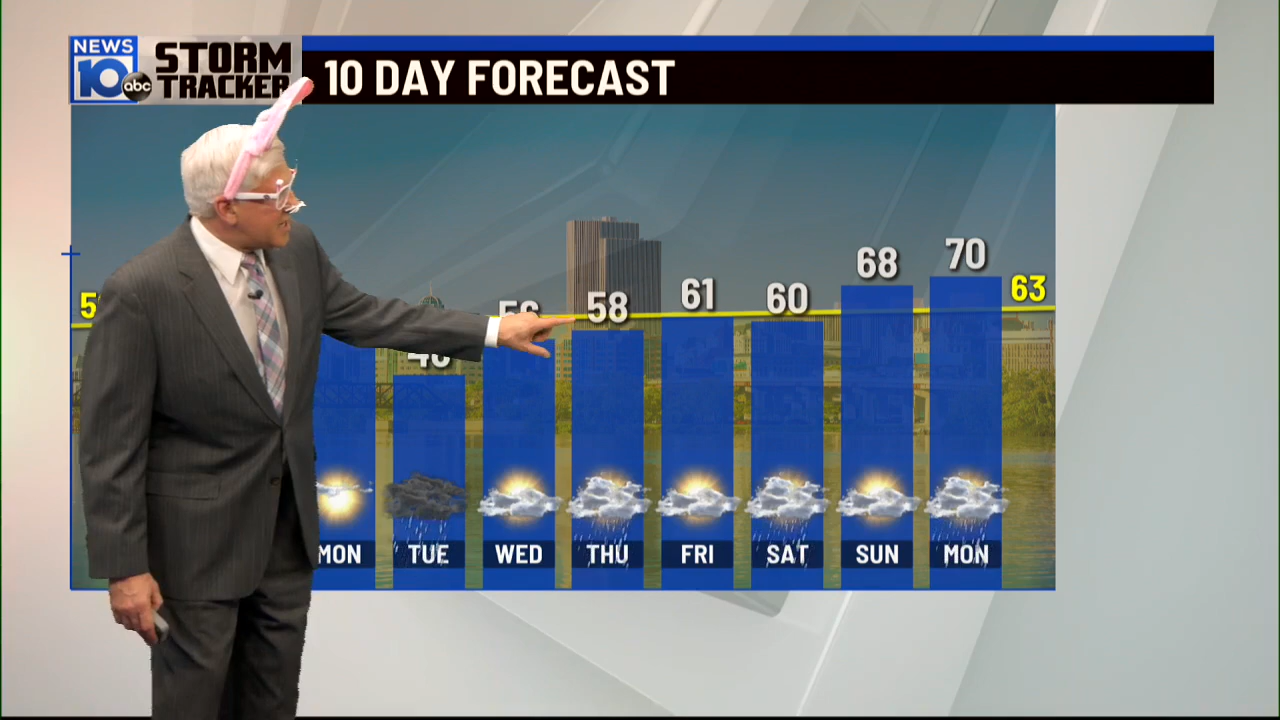 NEWS
10
abc
STORM
TRACKER
10 DAY FORECAST
70
68
63
61
60
58
MON
TUE
WED
THU
FRI
SAT
SUN
MON